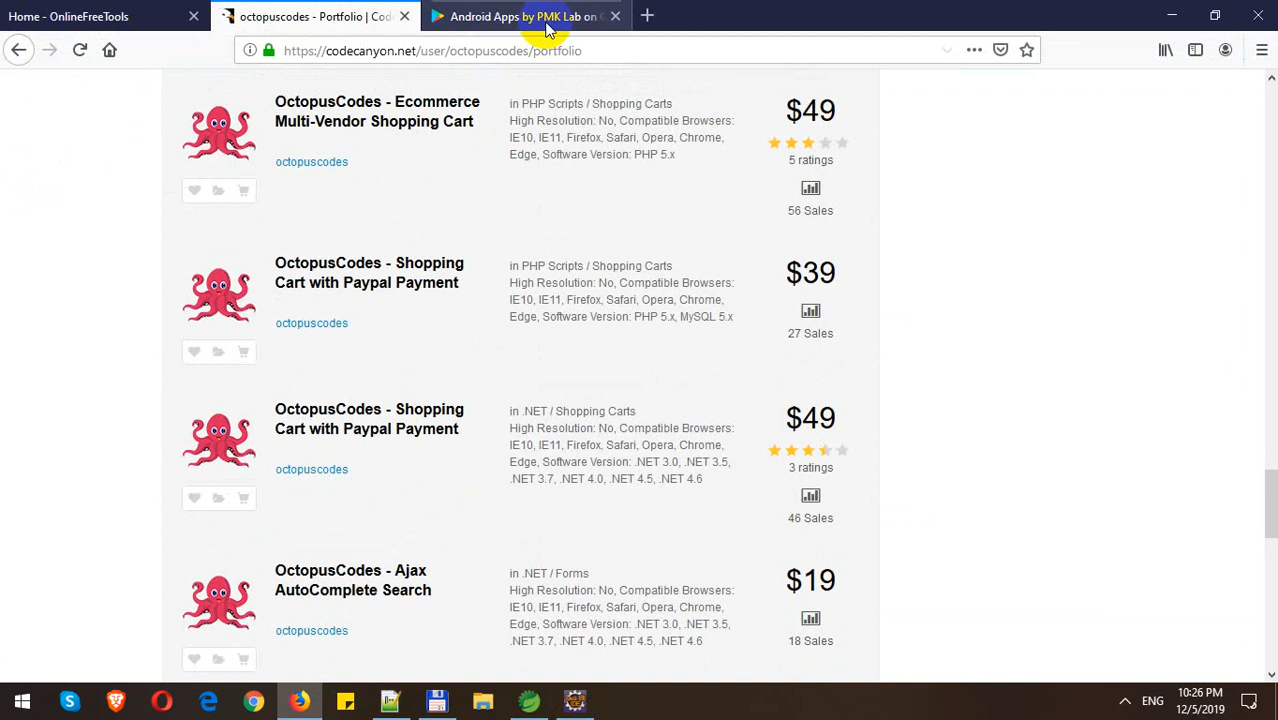 Home - OnlineFreeTools
octopuscodes - Portfolio | Code
Android Apps by PMK Lab on G
https://codecanyon.net/user/octopuscodes/portfolio
OctopusCodes - Ecommerce
Multi-Vendor Shopping Cart
octopuscodes
in PHP Scripts / Shopping Carts
High Resolution: No, Compatible Browsers:
IE10, IE11, Firefox, Safari, Opera, Chrome,
Edge, Software Version: PHP 5.x
$49
5 ratings
56 Sales
OctopusCodes - Shopping
Cart with Paypal Payment
octopuscodes
in PHP Scripts / Shopping Carts
High Resolution: No, Compatible Browsers:
IE10, IE11, Firefox, Safari, Opera, Chrome,
Edge, Software Version: PHP 5.x, MySQL 5.x
$39
27 Sales
OctopusCodes - Shopping
Cart with Paypal Payment
octopuscodes
in .NET / Shopping Carts
High Resolution: No, Compatible Browsers:
IE10, IE11, Firefox, Safari, Opera, Chrome,
Edge, Software Version: .NET 3.0, .NET 3.5,
.NET 3.7, .NET 4.0, .NET 4.5, .NET 4.6
$49
3 ratings
46 Sales
OctopusCodes - Ajax
AutoComplete Search
octopuscodes
in .NET / Forms
High Resolution: No, Compatible Browsers:
IE10, IE11, Firefox, Safari, Opera, Chrome,
Edge, Software Version: .NET 3.0, .NET 3.5,
.NET 3.7, .NET 4.0, .NET 4.5, .NET 4.6
$19
18 Sales
ENG
10:26 PM
12/5/2019